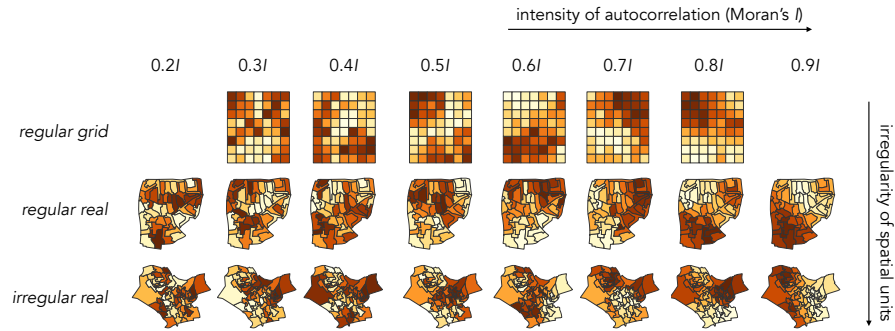 intensity of autocorrelation (Moran's I)
0.2I 0.3I 0.4I 0.5I 0.6I 0.7I 0.8I 0.9I
regular grid
regular real
irregular real
irregularity of spatial units